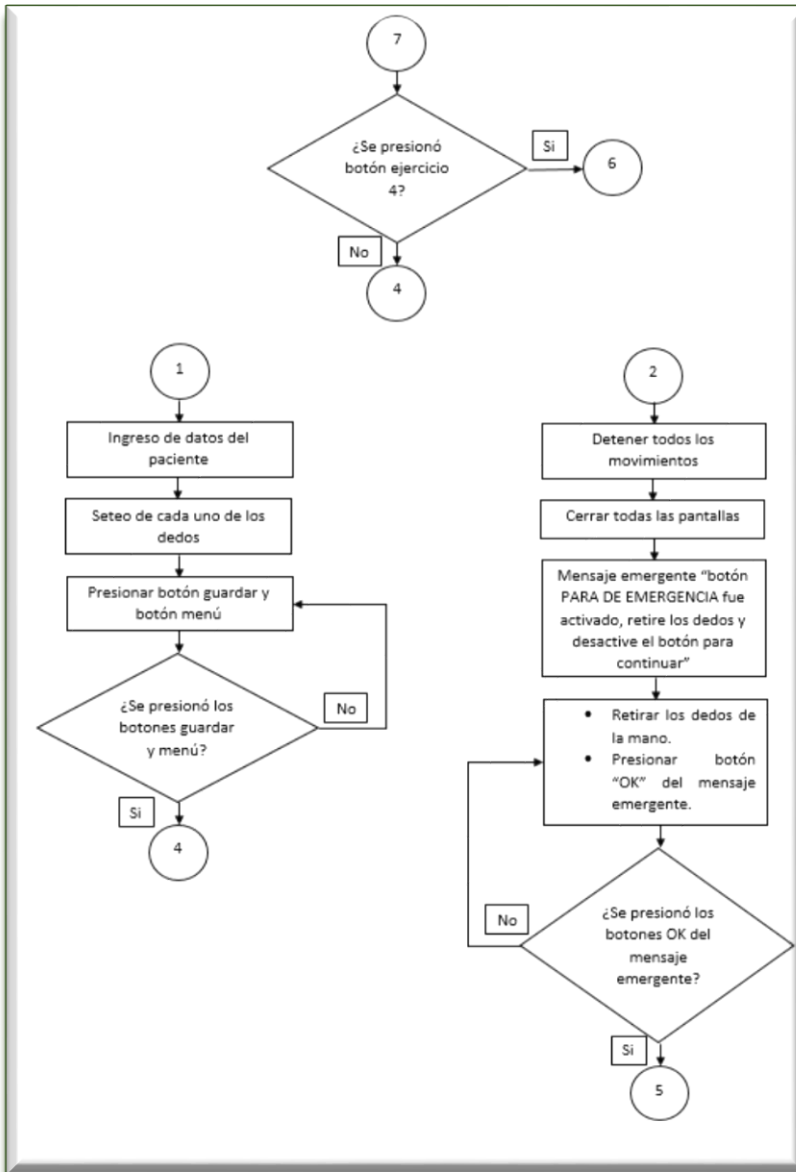 7
¿Se presionó
botón ejercicio
4?
Si
6
No
4
1
Ingreso de datos del
paciente
Seteo de cada uno de los
dedos
Presionar botón guardar y
botón menú
¿Se presionó los
botones guardar
y menú?
No
Si
4
2
Detener todos los
movimientos
Cerrar todas las pantallas
Mensaje emergente “botón
PARA DE EMERGENCIA fue
activado, retire los dedos y
desactive el botón para
continuar”
• Retirar los dedos de
la mano.
• Presionar botón
“OK” del mensaje
emergente.
¿Se presionó los
botones OK del
mensaje
emergente?
No
Si
5